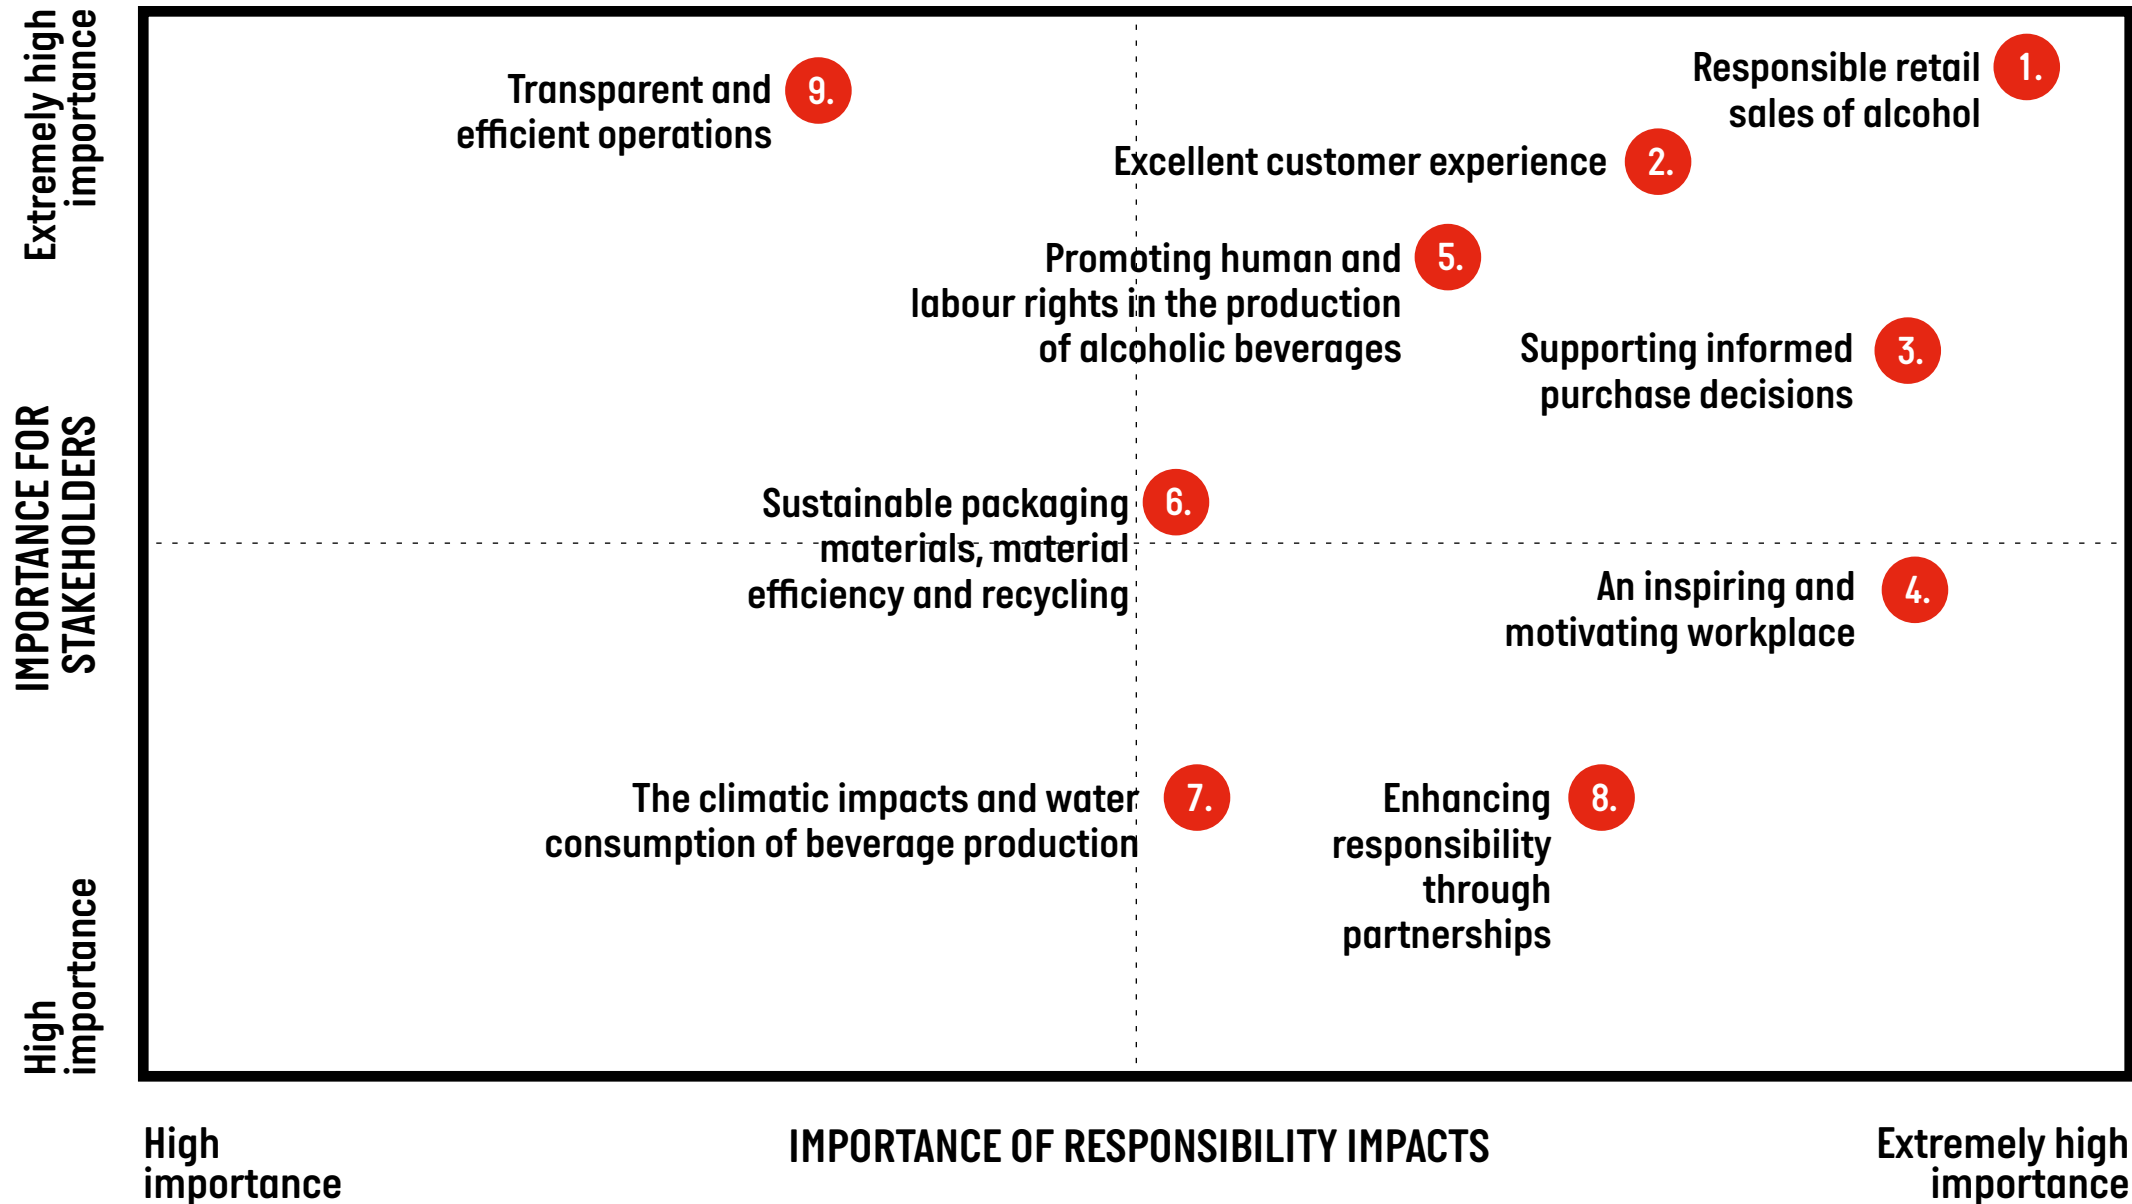 Extremely high
importance
IMPORTANCE FOR
STAKEHOLDERS
High
importance
Transparent and
efficient operations
9.
Responsible retail
sales of alcohol
1.
Excellent customer experience
2.
Promoting human and
labour rights in the production
of alcoholic beverages
5.
Supporting informed
purchase decisions
3.
Sustainable packaging
materials, material
efficiency and recycling
6.
An inspiring and
motivating workplace
4.
The climatic impacts and water
consumption of beverage production
7.
Enhancing
responsibility
through
partnerships
8.
High
importance
IMPORTANCE OF RESPONSIBILITY IMPACTS
Extremely high
importance